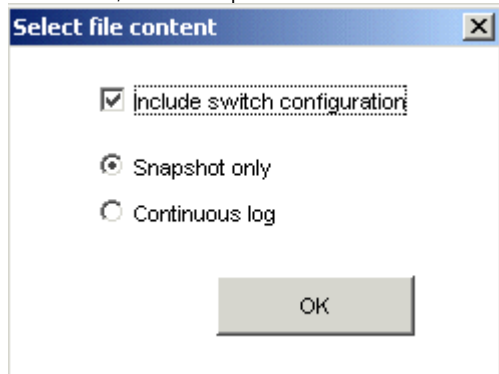 Select file content
Include switch configuration
Snapshot only
Continuous log
OK